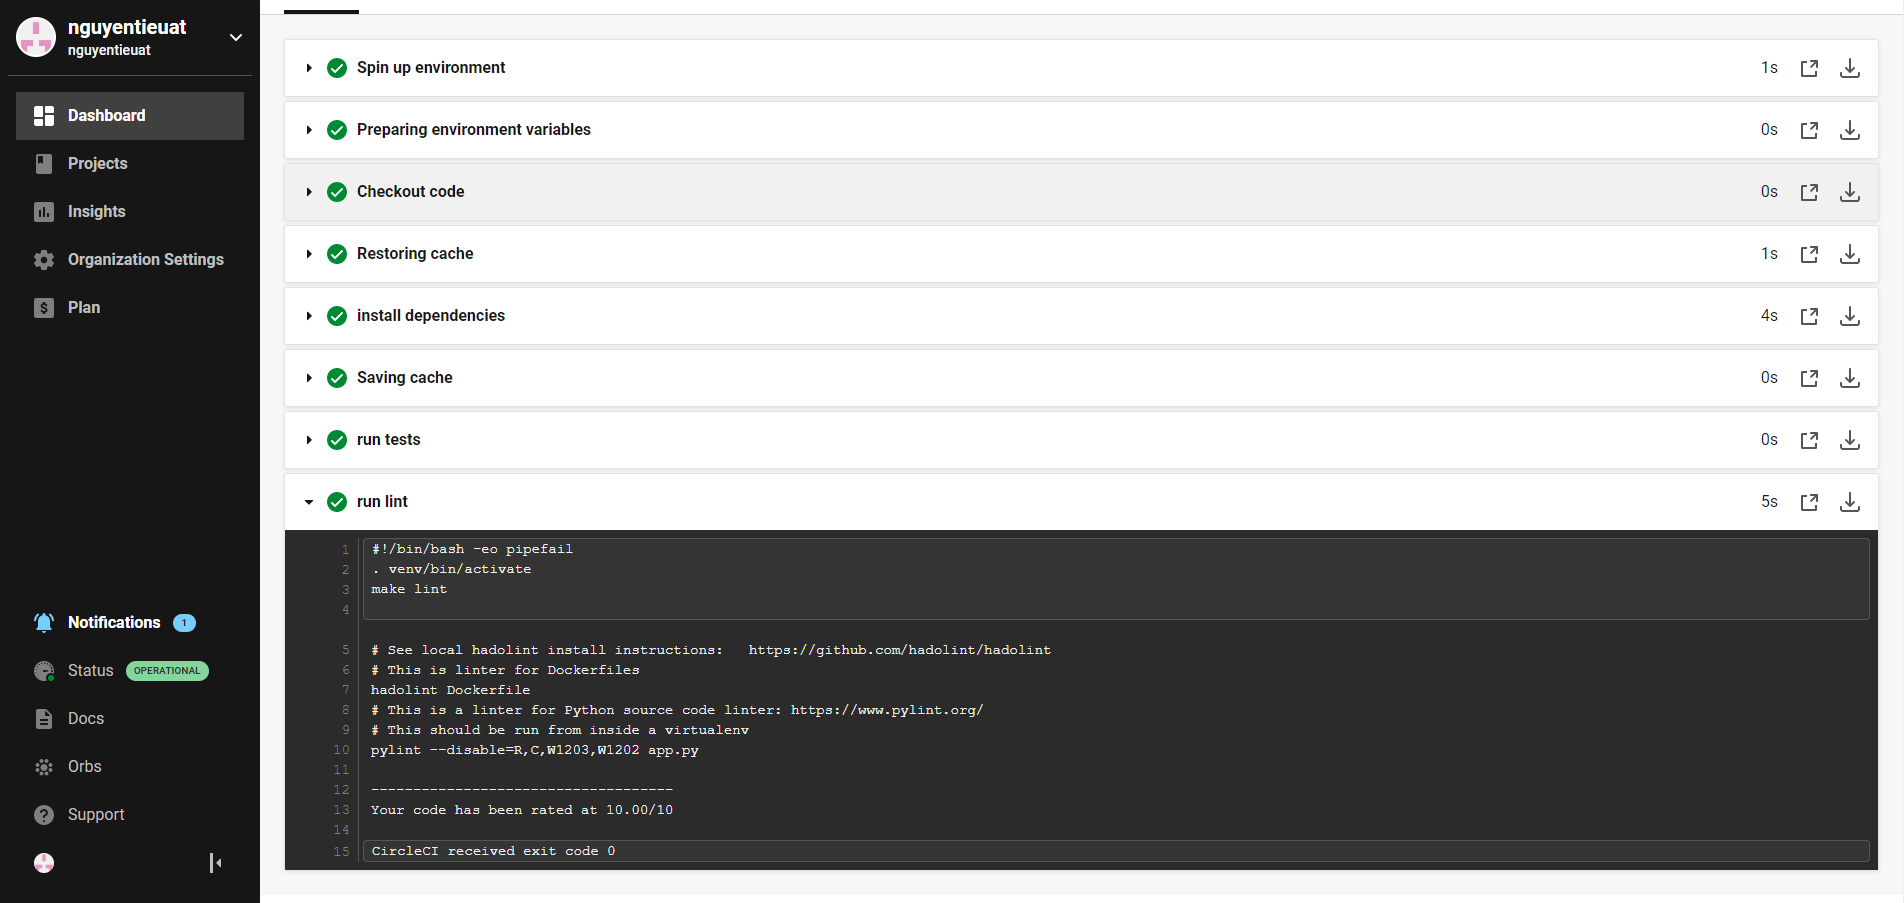 nguyentieuat
nguyentieuat
Dashboard
Projects
Insights
Organization Settings
Plan
Notifications 1
Status OPERATIONAL
Docs
Orbs
Support
Spin up environment 1s
Preparing environment variables 0s
Checkout code 0s
Restoring cache 1s
install dependencies 4s
Saving cache 0s
run tests 0s
run lint 5s
1 #!/bin/bash -eo pipefail
2 . venv/bin/activate
3 make lint
4
5 # See local hadolint install instructions:   https://github.com/hadolint/hadolint
6 # This is linter for Dockerfiles
7 hadolint Dockerfile
8 # This is a linter for Python source code linter: https://www.pylint.org/
9 # This should be run from inside a virtualenv
10 pylint --disable=R,C,W1203,W1202 app.py
11
12 ------------------------------------
13 Your code has been rated at 10.00/10
14
15 CircleCI received exit code 0